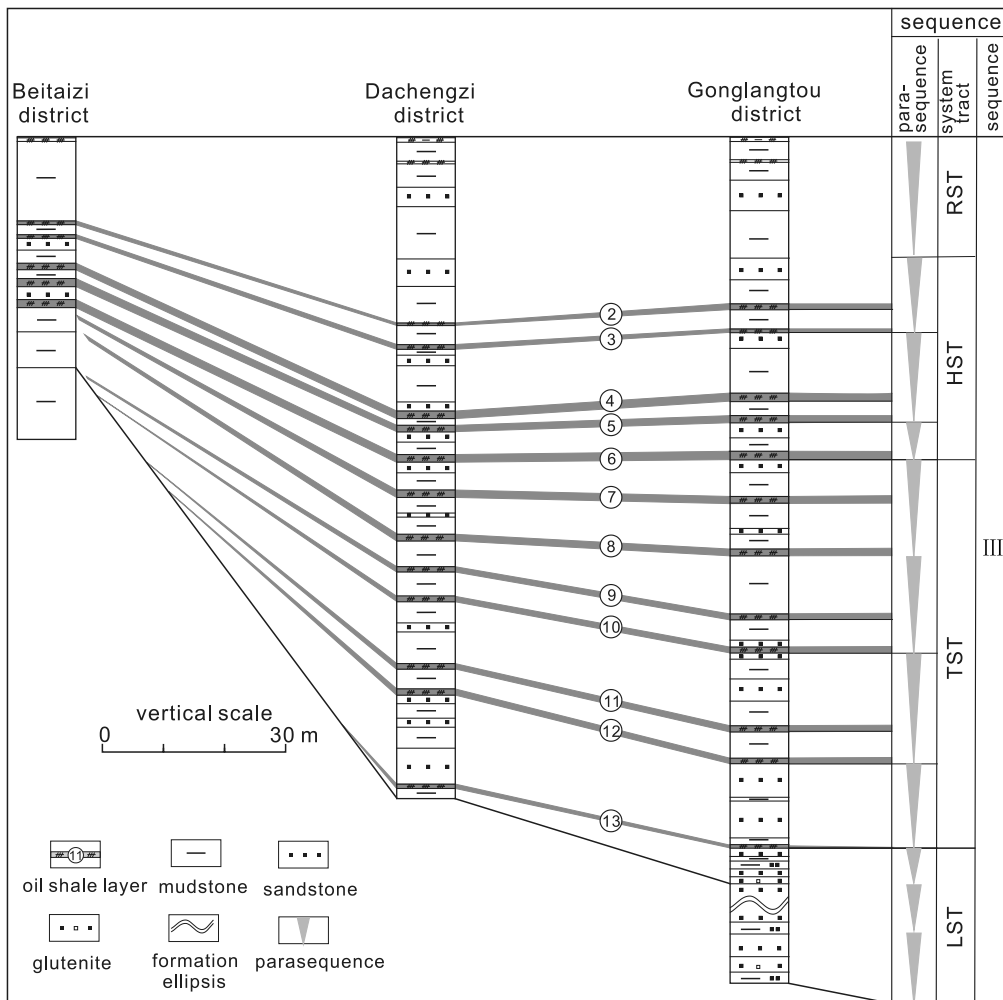 sequence
Beitaizi
district
Dachengzi
district
Gonglangtou
district
para-
sequence
system
tract
sequence
RST
HST
TST
LST
III
2
3
4
5
6
7
8
9
10
11
12
13
vertical scale
0 30 m
11
oil shale layer
mudstone
sandstone
glutenite
formation
ellipsis
parasequence